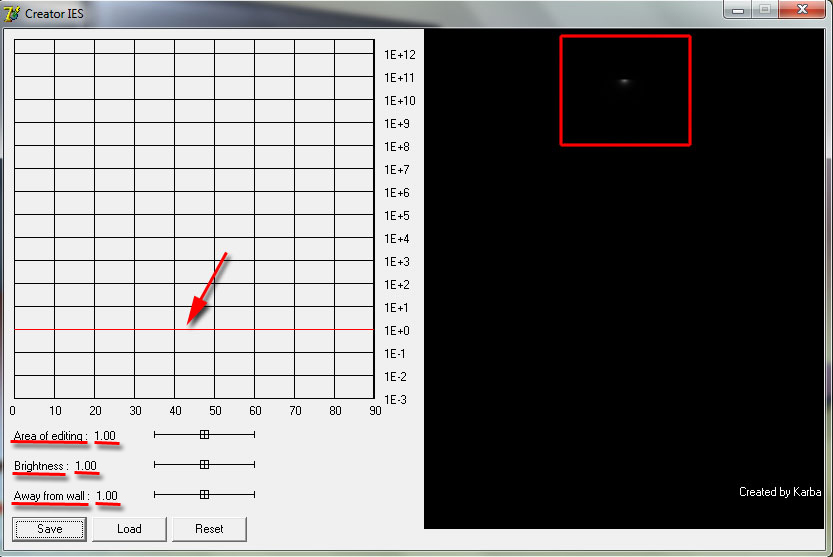 Creator IES
1E+12
1E+11
1E+10
1E+9
1E+8
1E+7
1E+6
1E+5
1E+4
1E+3
1E+2
1E+1
1E+0
1E-1
1E-2
1E-3
0 10 20 30 40 50 60 70 80 90
Area of editing : 1.00
Brightness : 1.00
Away from wall : 1.00
Created by Karba
Save Load Reset